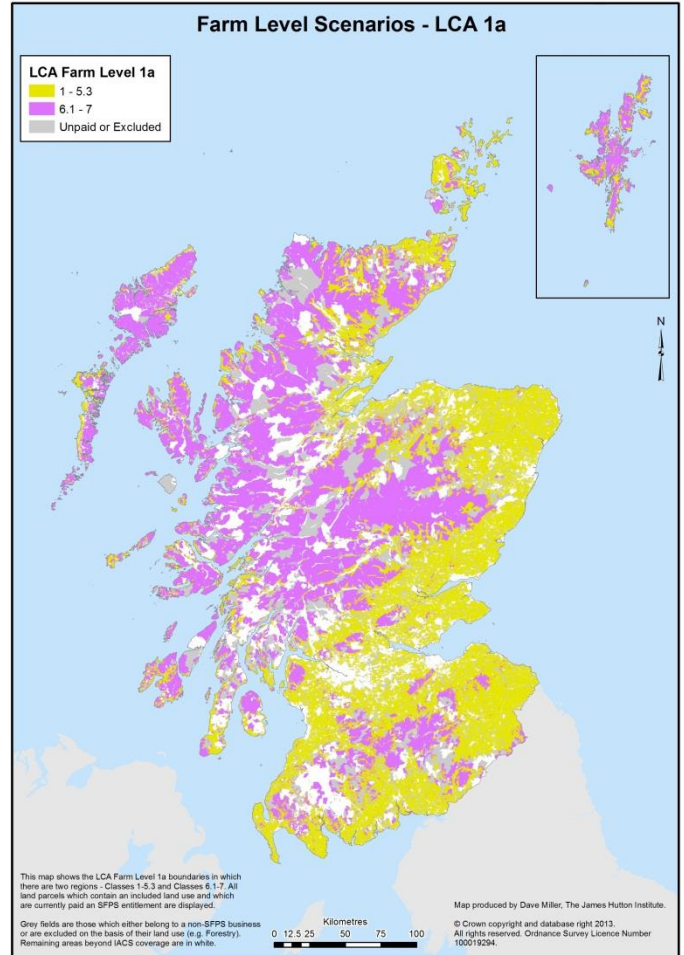 Farm Level Scenarios - LCA 1a
LCA Farm Level 1a
1 - 5.3
6.1 - 7
Unpaid or Excluded
N
This map shows the LCA Farm Level 1a boundaries in which
there are two regions - Classes 1-5.3 and Classes 6.1-7. All
land parcels which contain an included land use and which
are currently paid an SFPS entitlement are displayed.
Grey fields are those which either belong to a non-SFPS business
or are excluded on the basis of their land use (e.g. Forestry).
Remaining areas beyond IACS coverage are in white.
Kilometres
0 12.5 25 50 75 100
Map produced by Dave Miller, The James Hutton Institute.
© Crown copyright and database right 2013.
All rights reserved. Ordnance Survey Licence Number
100019294.